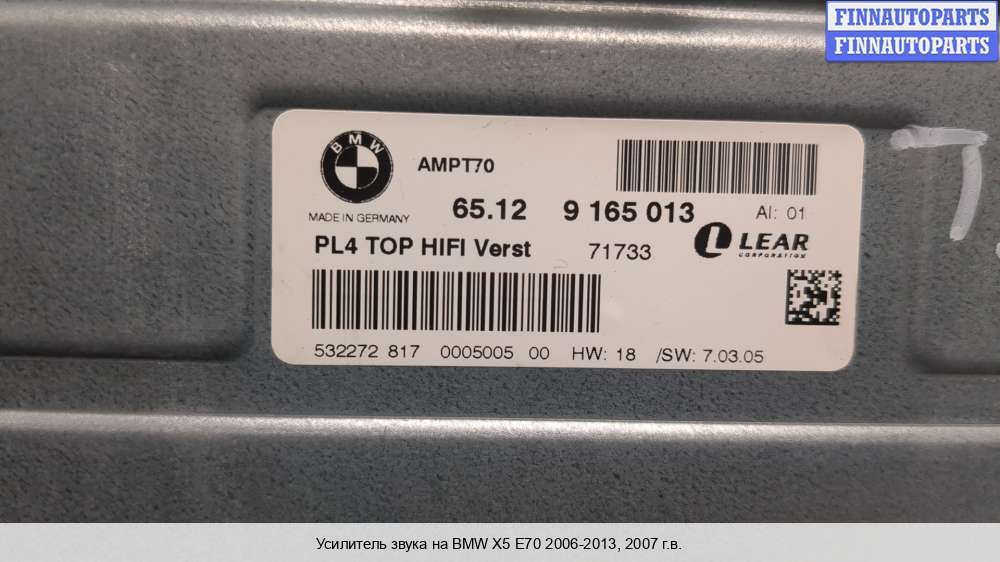 FINNAUTOPARTS
FINNAUTOPARTS
BMW
AMPT70
MADE IN GERMANY
65.12 9 165 013 AI: 01
PL4 TOP HIFI Verst 71733
LEAR
CORPORATION
532272 817 0005005 00 HW: 18 /SW: 7.03.05
Усилитель звука на BMW X5 E70 2006-2013, 2007 г.в.